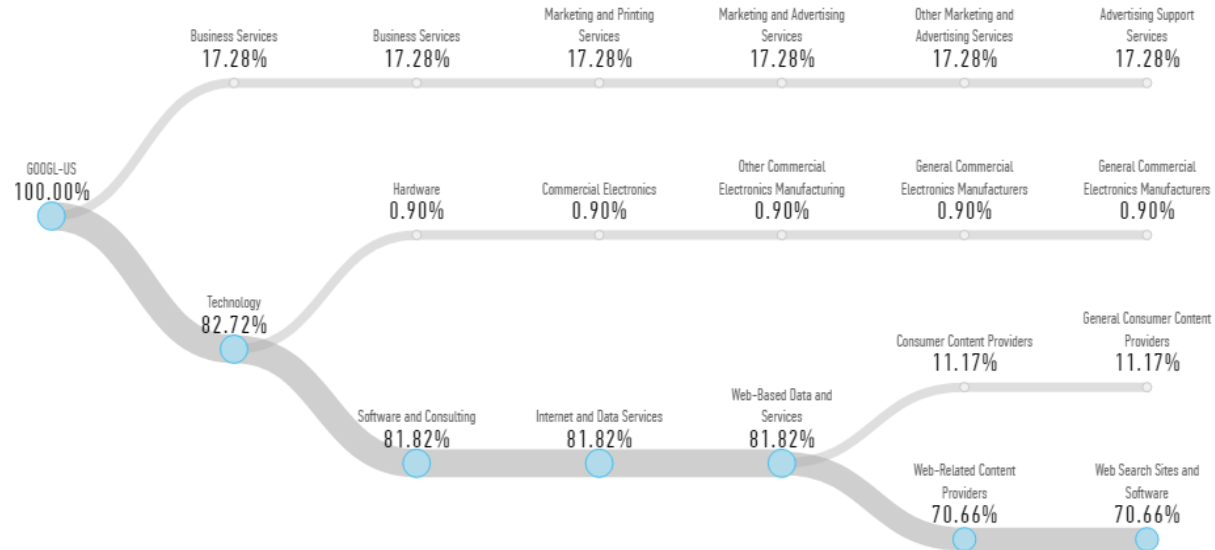 Business Services
17.28%
Business Services
17.28%
Marketing and Printing
Services
17.28%
Marketing and Advertising
Services
17.28%
Other Marketing and
Advertising Services
17.28%
Advertising Support
Services
17.28%
GOOGL-US
100.00%
Hardware
0.90%
Commercial Electronics
0.90%
Other Commercial
Electronics Manufacturing
0.90%
General Commercial
Electronics Manufacturers
0.90%
General Commercial
Electronics Manufacturers
0.90%
Technology
82.72%
Consumer Content Providers
11.17%
General Consumer Content
Providers
11.17%
Software and Consulting
81.82%
Internet and Data Services
81.82%
Web-Based Data and
Services
81.82%
Web-Related Content
Providers
70.66%
Web Search Sites and
Software
70.66%